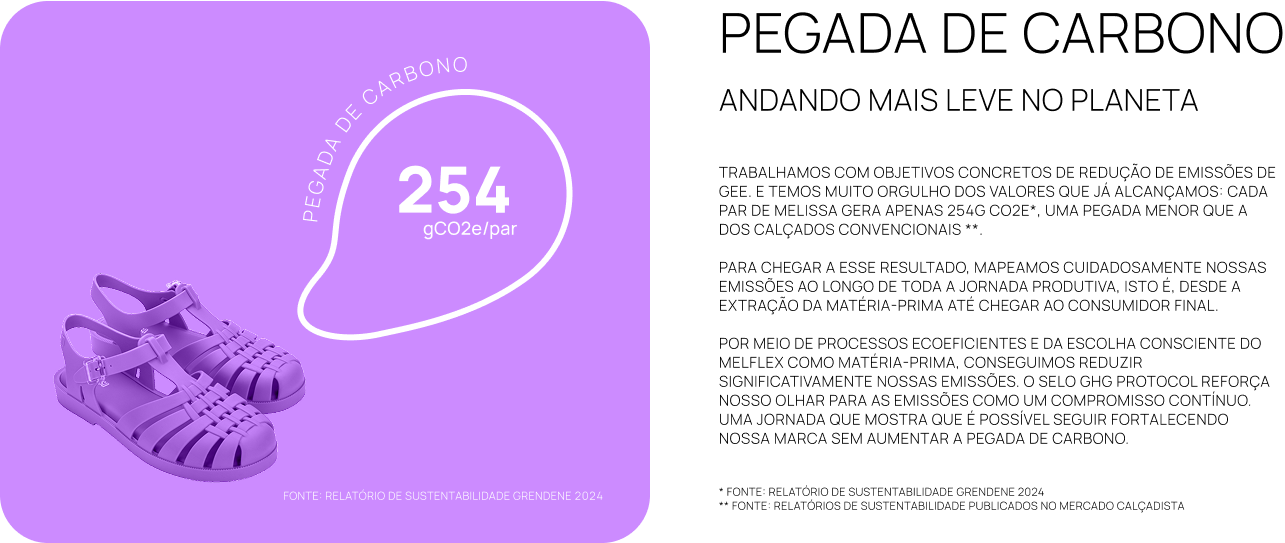 PEGADA DE CARBONO
254
gCO2e/par
FONTE: RELATÓRIO DE SUSTENTABILIDADE GRENDENE 2024
PEGADA DE CARBONO
ANDANDO MAIS LEVE NO PLANETA
TRABALHAMOS COM OBJETIVOS CONCRETOS DE REDUÇÃO DE EMISSÕES DE
GEE. E TEMOS MUITO ORGULHO DOS VALORES QUE JÁ ALCANÇAMOS: CADA
PAR DE MELISSA GERA APENAS 254G CO2E*, UMA PEGADA MENOR QUE A
DOS CALÇADOS CONVENCIONAIS **.
PARA CHEGAR A ESSE RESULTADO, MAPEAMOS CUIDADOSAMENTE NOSSAS
EMISSÕES AO LONGO DE TODA A JORNADA PRODUTIVA, ISTO É, DESDE A
EXTRAÇÃO DA MATÉRIA-PRIMA ATÉ CHEGAR AO CONSUMIDOR FINAL.
POR MEIO DE PROCESSOS ECOEFICIENTES E DA ESCOLHA CONSCIENTE DO
MELFLEX COMO MATÉRIA-PRIMA, CONSEGUIMOS REDUZIR
SIGNIFICATIVAMENTE NOSSAS EMISSÕES. O SELO GHG PROTOCOL REFORÇA
NOSSO OLHAR PARA AS EMISSÕES COMO UM COMPROMISSO CONTÍNUO.
UMA JORNADA QUE MOSTRA QUE É POSSÍVEL SEGUIR FORTALECENDO
NOSSA MARCA SEM AUMENTAR A PEGADA DE CARBONO.
* FONTE: RELATÓRIO DE SUSTENTABILIDADE GRENDENE 2024
** FONTE: RELATÓRIOS DE SUSTENTABILIDADE PUBLICADOS NO MERCADO CALÇADISTA